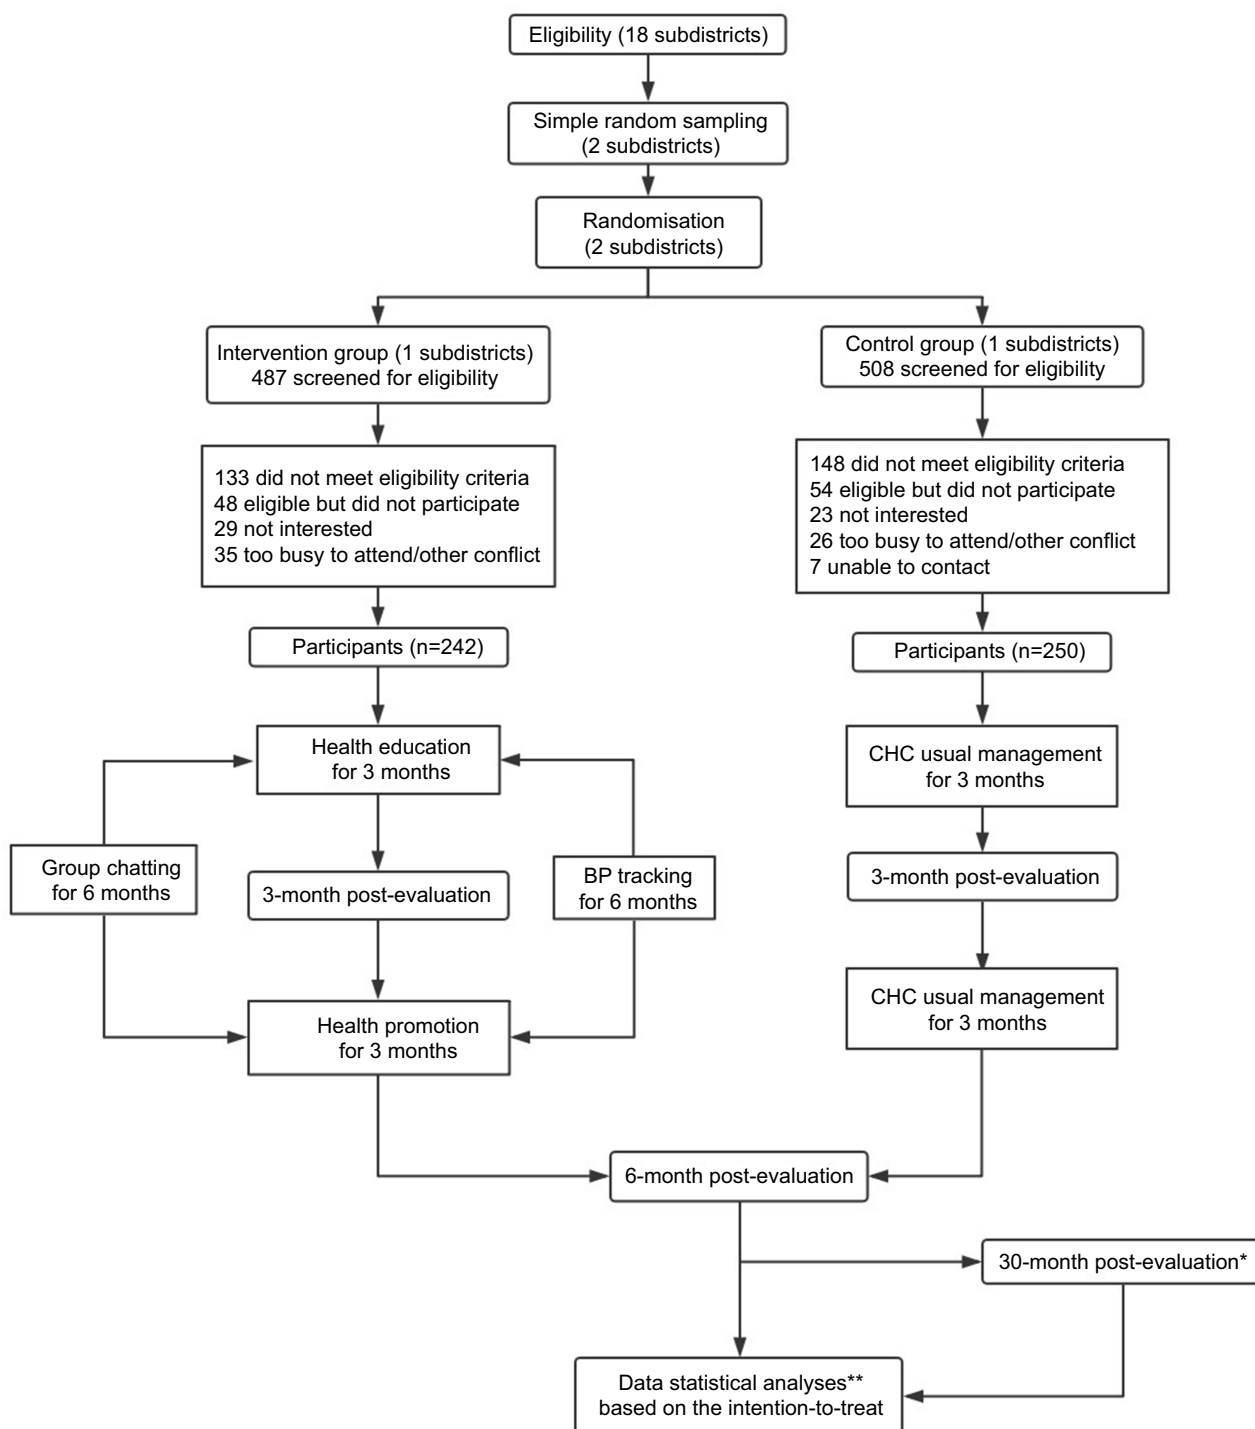 Eligibility (18 subdistricts)
Simple random sampling
(2 subdistricts)
Randomisation
(2 subdistricts)
Intervention group (1 subdistricts)
487 screened for eligibility
Control group (1 subdistricts)
508 screened for eligibility
133 did not meet eligibility criteria
48 eligible but did not participate
29 not interested
35 too busy to attend/other conflict
148 did not meet eligibility criteria
54 eligible but did not participate
23 not interested
26 too busy to attend/other conflict
7 unable to contact
Participants (n=242)
Participants (n=250)
Health education
for 3 months
CHC usual management
for 3 months
Group chatting
for 6 months
3-month post-evaluation
BP tracking
for 6 months
3-month post-evaluation
Health promotion
for 3 months
CHC usual management
for 3 months
6-month post-evaluation
30-month post-evaluation*
Data statistical analyses**
based on the intention-to-treat